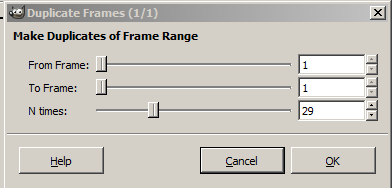 Duplicate Frames (1/1)
Make Duplicates of Frame Range
From Frame: 1
To Frame: 1
N times: 29
Help Cancel OK